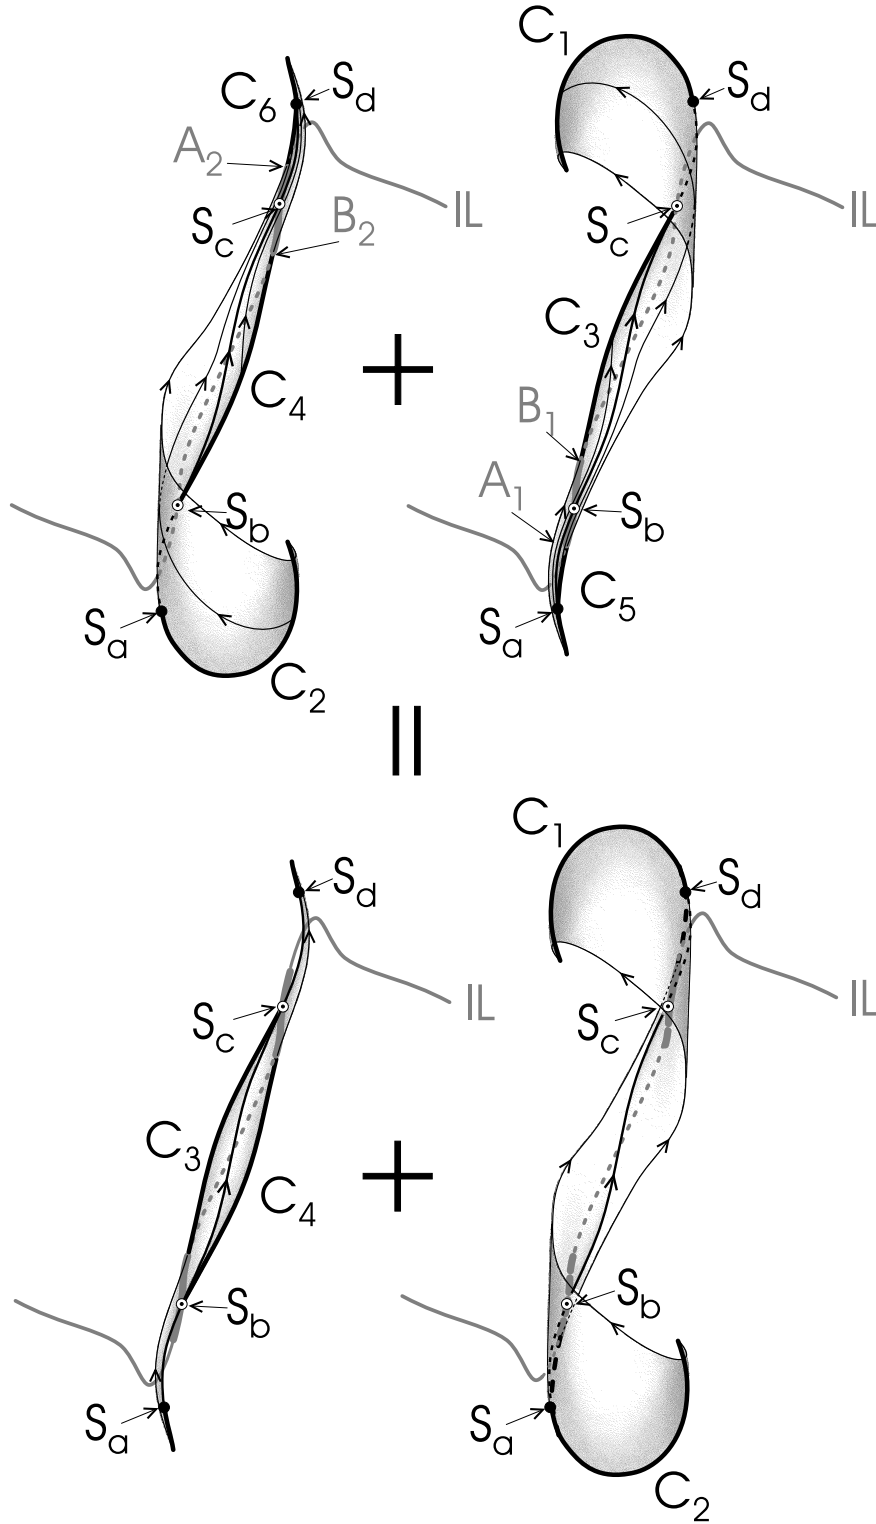 C1
C6
Sd
Sd
A2
Sc
B2
IL
Sc
IL
C3
C4
B1
A1
Sb
Sb
C5
Sa
Sa
C2
+
=
C1
Sd
Sd
Sc
IL
Sc
IL
C3
C4
+
Sb
Sb
Sa
Sa
C2